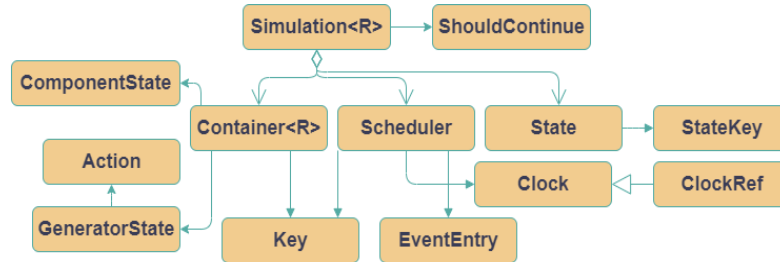 Simulation<R>
ShouldContinue
ComponentState
Container<R>
Scheduler
State
StateKey
Action
Clock
ClockRef
GeneratorState
Key
EventEntry